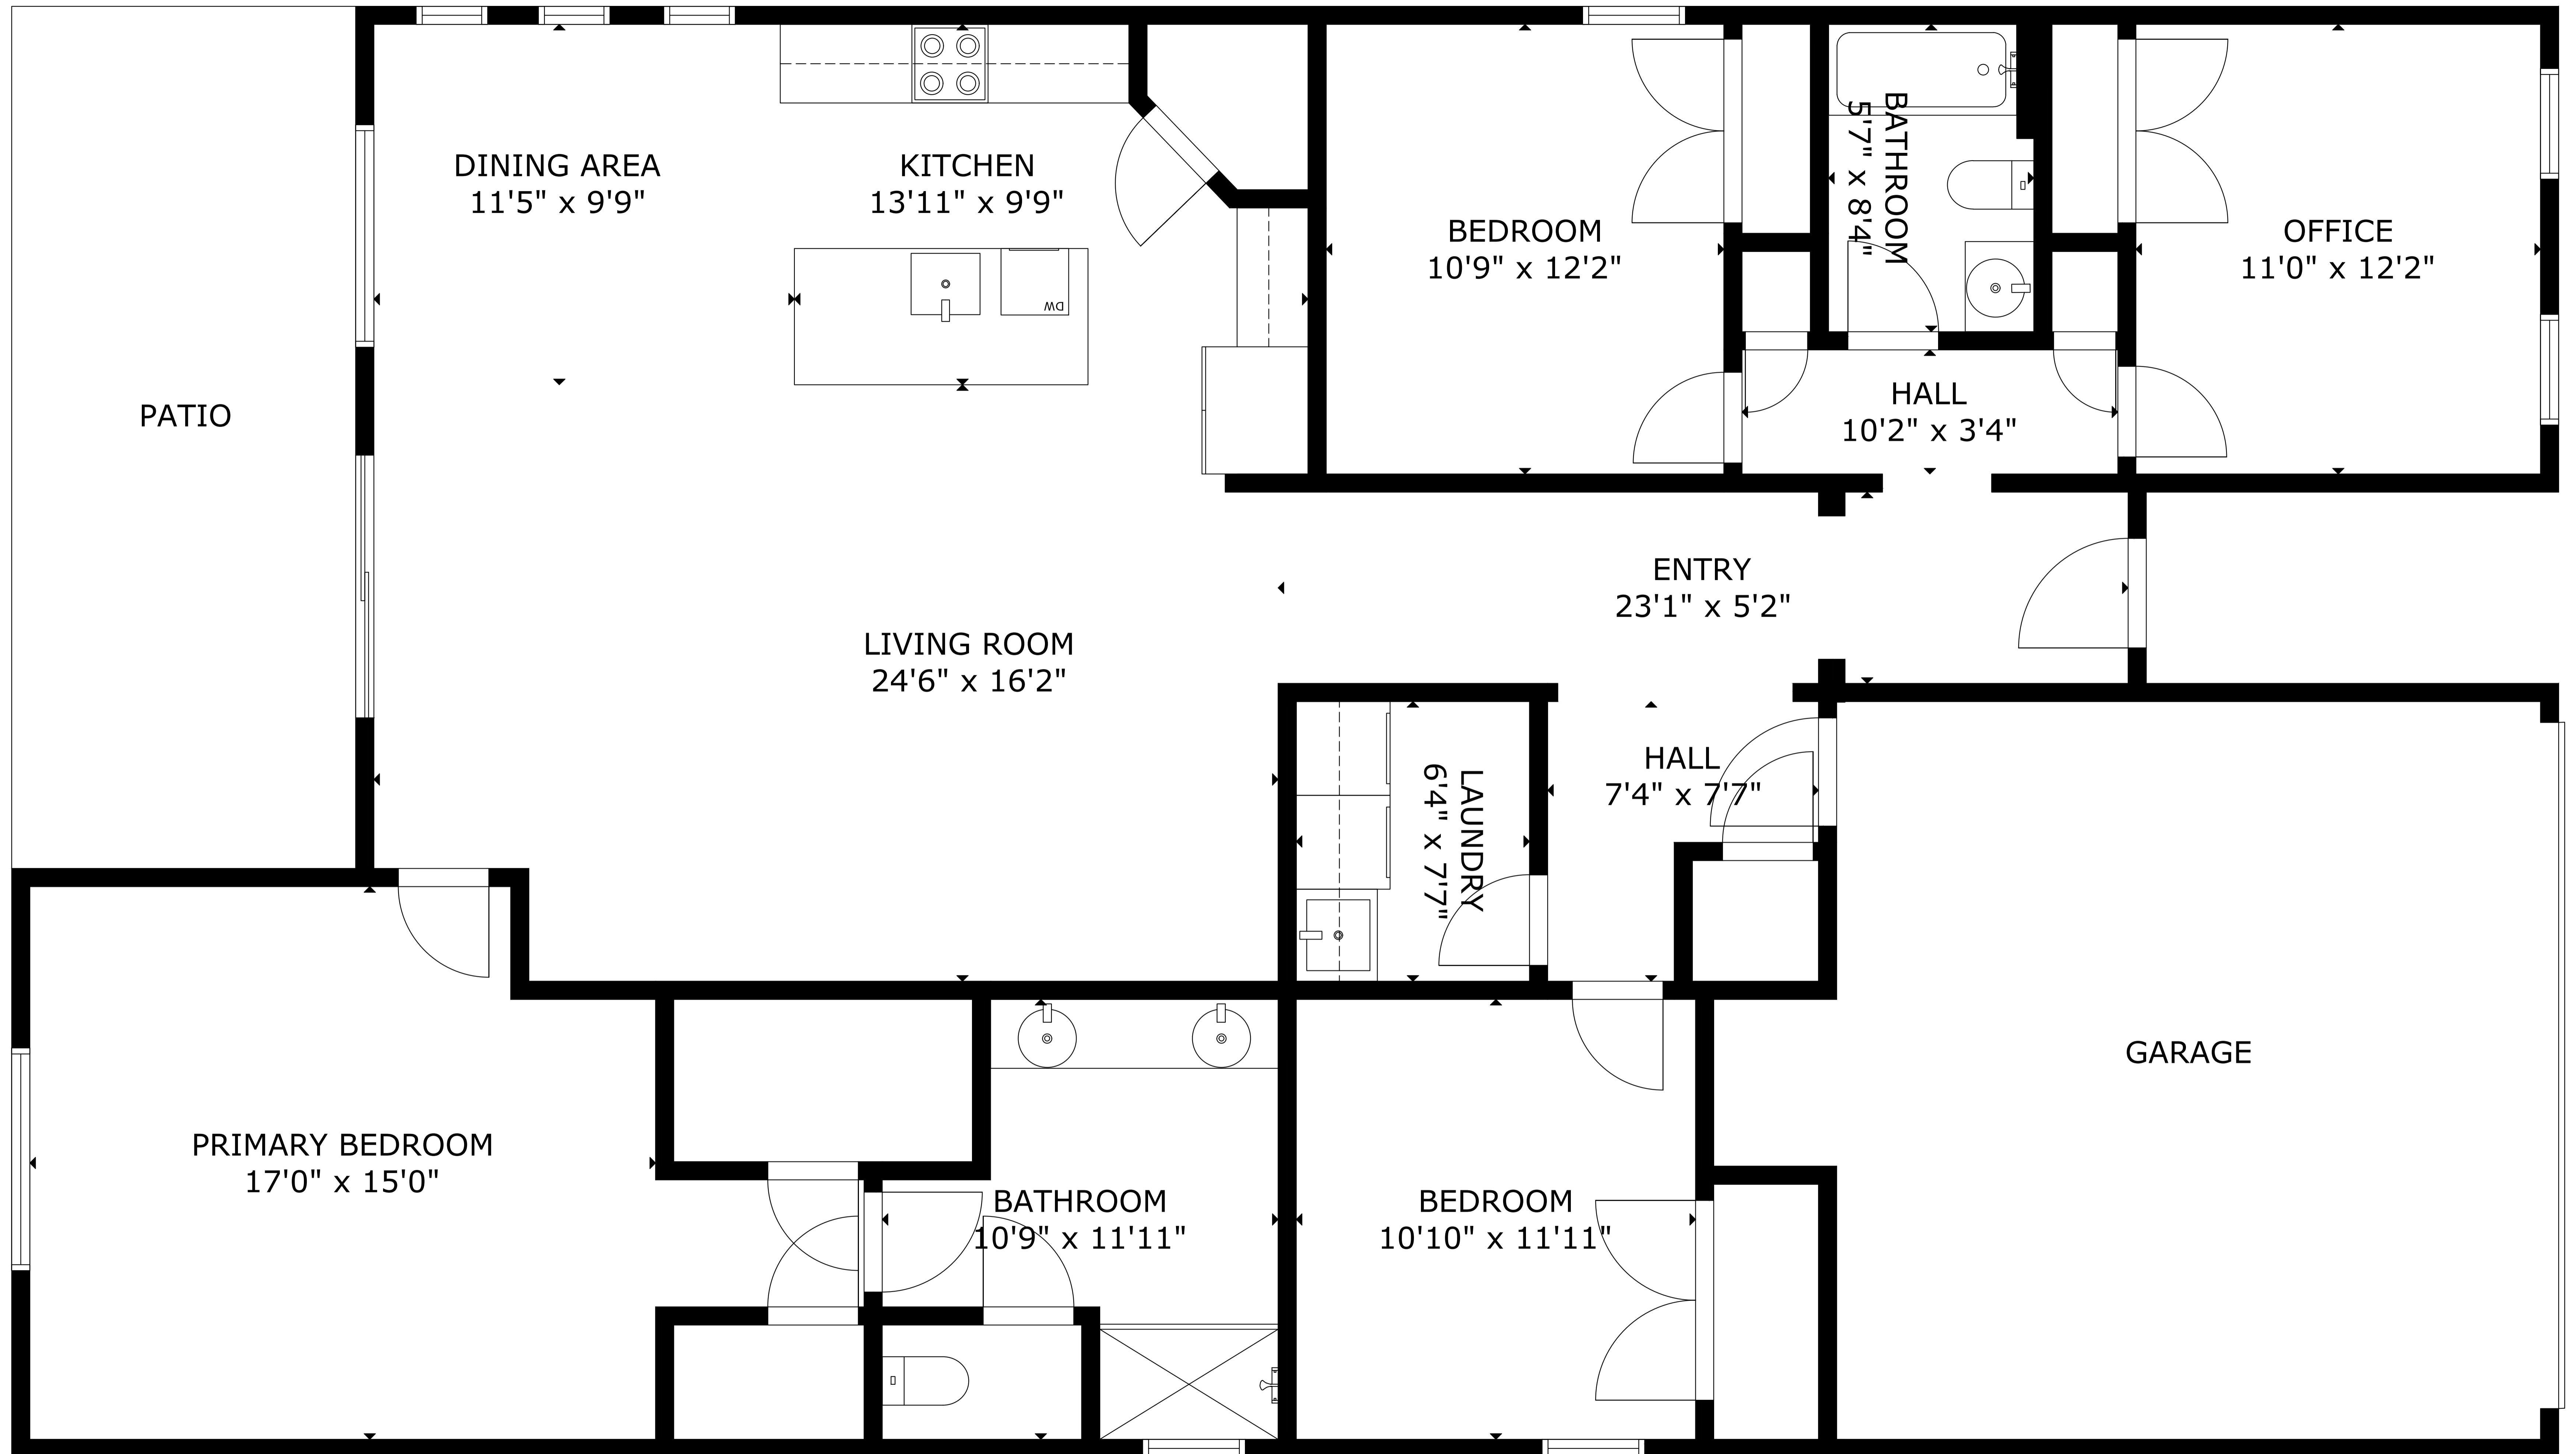 DINING AREA
11'5" x 9'9"
KITCHEN
13'11" x 9'9"
DW
BEDROOM
10'9" x 12'2"
BATHROOM
5'7" x 8'4"
OFFICE
11'0" x 12'2"
HALL
10'2" x 3'4"
PATIO
ENTRY
23'1" x 5'2"
LIVING ROOM
24'6" x 16'2"
LAUNDRY
6'4" x 7'7"
HALL
7'4" x 7'7"
GARAGE
PRIMARY BEDROOM
17'0" x 15'0"
BATHROOM
10'9" x 11'11"
BEDROOM
10'10" x 11'11"